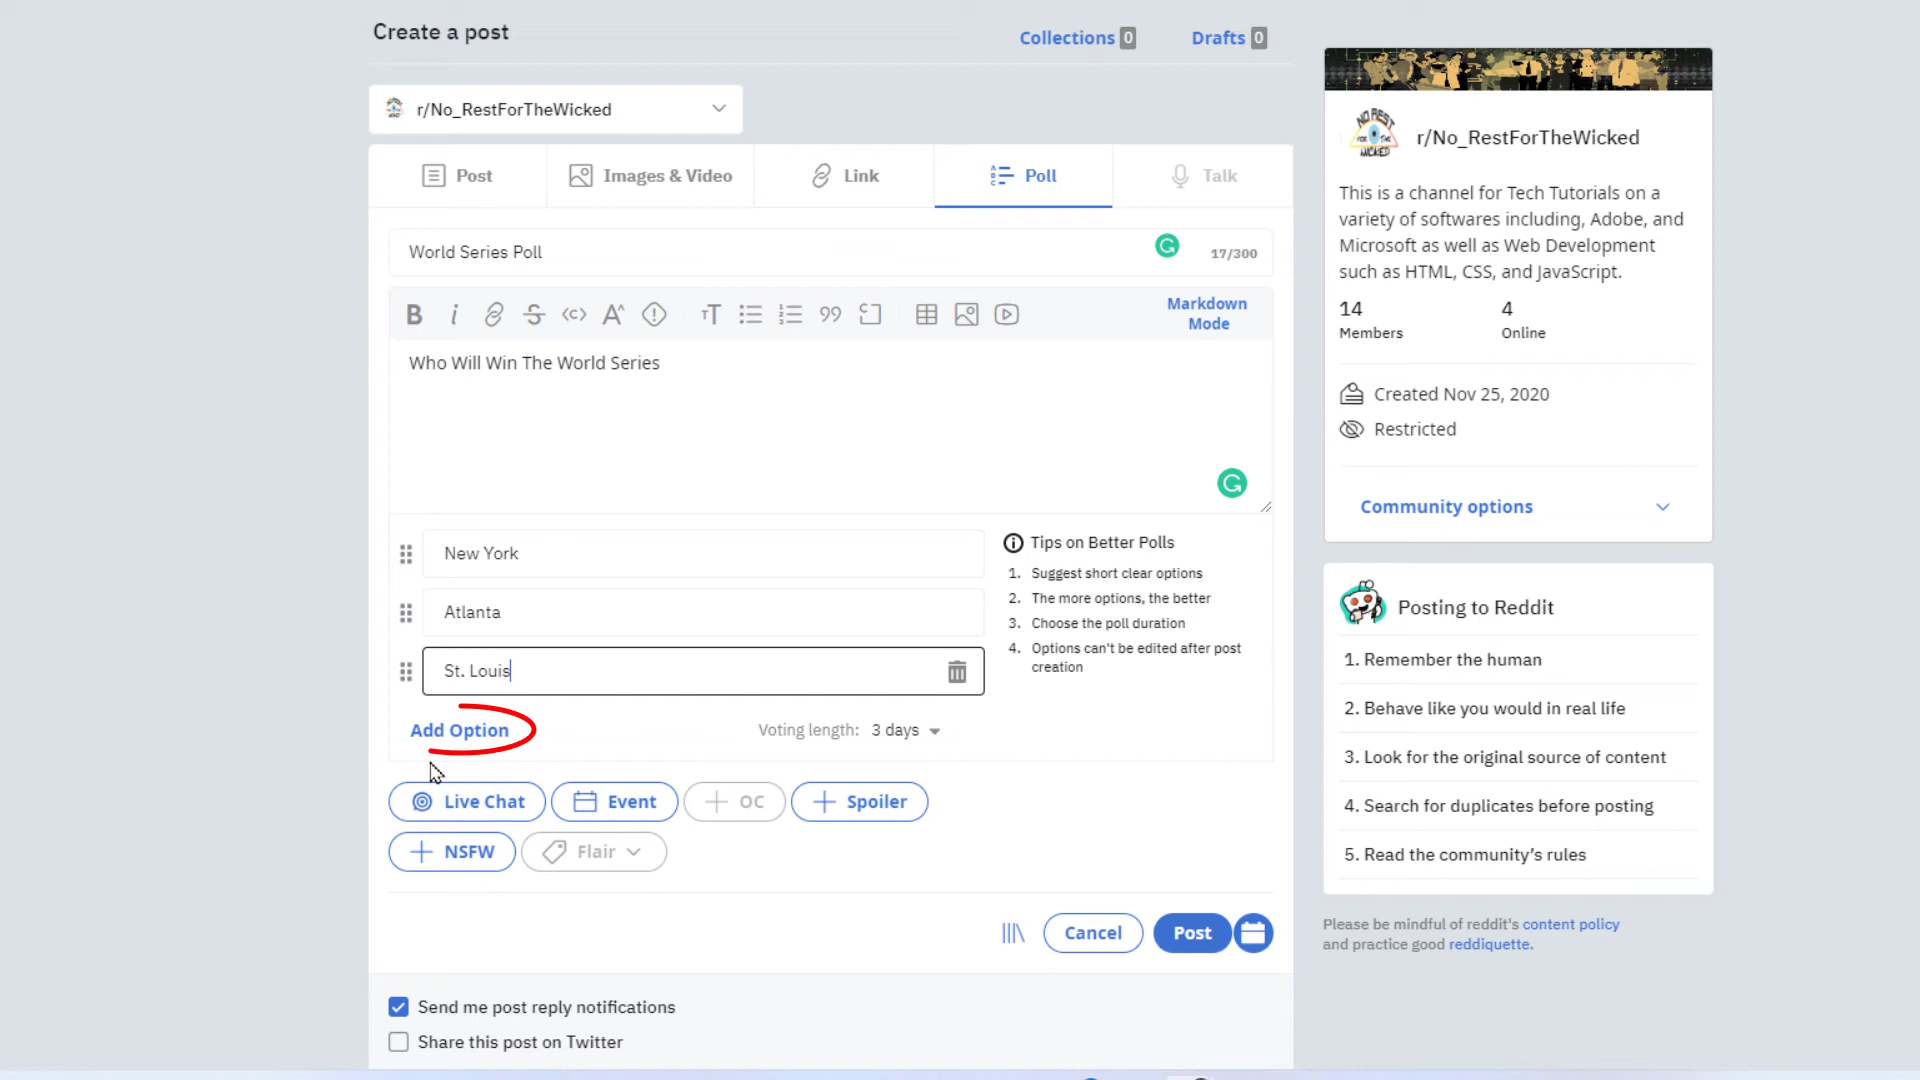 Create a post
Collections 0
Drafts 0
r/No_RestForTheWicked
Post
Images & Video
Link
Poll
Talk
World Series Poll
17/300
Markdown
Mode
Who Will Win The World Series
New York
Atlanta
St. Louis
Add Option
Voting length: 3 days
Tips on Better Polls
1. Suggest short clear options
2. The more options, the better
3. Choose the poll duration
4. Options can't be edited after post
creation
Live Chat
Event
OC
Spoiler
NSFW
Flair
Cancel
Post
Send me post reply notifications
Share this post on Twitter
NO REST
FOR THE
WICKED
r/No_RestForTheWicked
This is a channel for Tech Tutorials on a
variety of softwares including, Adobe, and
Microsoft as well as Web Development
such as HTML, CSS, and JavaScript.
14
Members
4
Online
Created Nov 25, 2020
Restricted
Community options
Posting to Reddit
1. Remember the human
2. Behave like you would in real life
3. Look for the original source of content
4. Search for duplicates before posting
5. Read the community’s rules
Please be mindful of reddit's content policy
and practice good reddiquette.